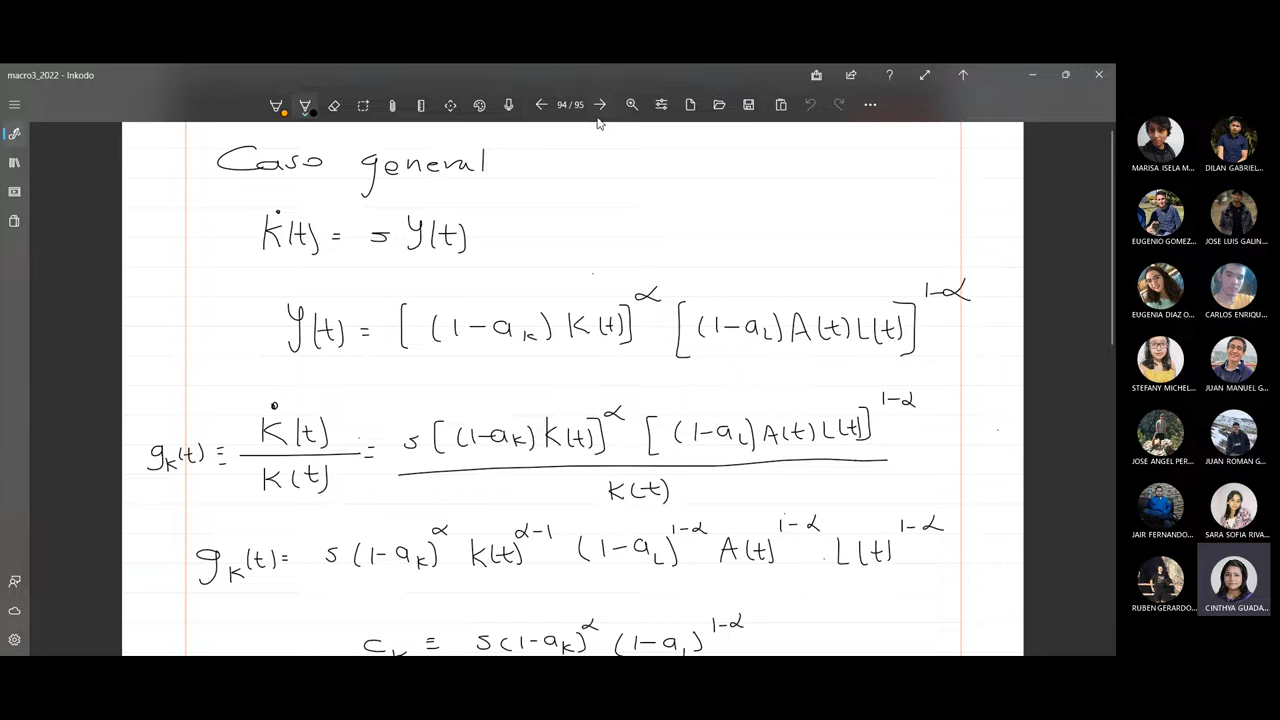 macro3_2022 - Inkodo
94 / 95
Caso general
K̇(t) = s Y(t)
Y(t) = [(1-a_K) K(t)]^α [(1-a_L) A(t) L(t)]^{1-α}
g_K(t) ≡ K̇(t) / K(t) = s[(1-a_K) K(t)]^α [(1-a_L) A(t) L(t)]^{1-α} / K(t)
g_K(t) = s (1-a_K)^α K(t)^{α-1} (1-a_L)^{1-α} A(t)^{1-α} · L(t)^{1-α}
c_K ≡ s(1-a_K)^α (1-a_L)^{1-α}
MARISA ISELA M...
DILAN GABRIEL...
EUGENIO GOMEZ...
JOSE LUIS GALIN...
EUGENIA DIAZ O...
CARLOS ENRIQU...
STEFANY MICHEL...
JUAN MANUEL G...
JOSE ANGEL PER...
JUAN ROMAN G...
JAIR FERNANDO...
SARA SOFIA RIVA...
RUBEN GERARDO...
CINTHYA GUADA...